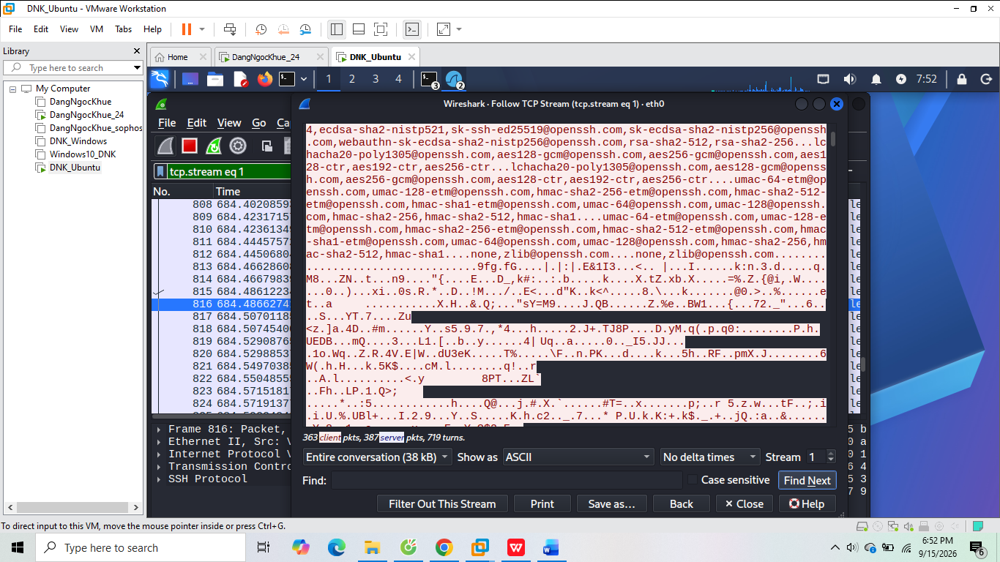 DNK_Ubuntu - VMware Workstation
File Edit View VM Tabs Help
Library
Type here to search
My Computer
DangNgocKhue
DangNgocKhue_24
DangNgocKhue_sophos
DNK_Windows
Windows10_DNK
DNK_Ubuntu
Home
DangNgocKhue_24
DNK_Ubuntu
1 2 3 4
3
2
7:52
Wireshark · Follow TCP Stream (tcp.stream eq 1) · eth0
File Edit View Go Ca
tcp.stream eq 1
No. Time
808 684.4020859
809 684.4231715
810 684.4236134
811 684.4445757
812 684.4450680
813 684.4662860
814 684.4667983
815 684.4861223
816 684.4866274
817 684.5070118
818 684.5074540
819 684.5290876
820 684.5298853
821 684.5497038
822 684.5504855
823 684.5715181
824 684.5719137
Frame 816: Packet,
Ethernet II, Src: V
Internet Protocol V
Transmission Contro
SSH Protocol
4,ecdsa-sha2-nistp521,sk-ssh-ed25519@openssh.com,sk-ecdsa-sha2-nistp256@openssh
.com,webauthn-sk-ecdsa-sha2-nistp256@openssh.com,rsa-sha2-512,rsa-sha2-256...lc
hacha20-poly1305@openssh.com,aes128-gcm@openssh.com,aes256-gcm@openssh.com,aes1
28-ctr,aes192-ctr,aes256-ctr...lchacha20-poly1305@openssh.com,aes128-gcm@openss
h.com,aes256-gcm@openssh.com,aes128-ctr,aes192-ctr,aes256-ctr....umac-64-etm@op
enssh.com,umac-128-etm@openssh.com,hmac-sha2-256-etm@openssh.com,hmac-sha2-512-
etm@openssh.com,hmac-sha1-etm@openssh.com,umac-64@openssh.com,umac-128@openssh.
com,hmac-sha2-256,hmac-sha2-512,hmac-sha1....umac-64-etm@openssh.com,umac-128-e
tm@openssh.com,hmac-sha2-256-etm@openssh.com,hmac-sha2-512-etm@openssh.com,hmac
-sha1-etm@openssh.com,umac-64@openssh.com,umac-128@openssh.com,hmac-sha2-256,hm
ac-sha2-512,hmac-sha1....none,zlib@openssh.com....none,zlib@openssh.com........
..........................9fg.fG....|.|:|.E&1I3...<.. |...I......k:n.3.d.....q.
M8...ZN..t...n9...."{....E...D_,k#:..:.b.....k....X.tZ.xb.X......=%.Z.{@i,.W....
...0..)...xi..0s.R.*..D..!M.../..E<...d"K..k<^.....8.\...k.......@0.>..%......e
t..a ...........X.H..&.Q;..."sY=M9....J.QB......Z.%e..BW1...{...72._"...6...
..S...YT.7....Zu
<z.]a.4D..#m......Y..s5.9.7.,*4...h.....2.J+.TJ8P....D.yM.q(.p.q0:........P.h.
UEDB...mQ....3...L1.[..b..y......4| Uq..a.....0.._I5.JJ...
.1o.Wq..Z.R.4V.E|W..dU3eK.....T%.....\F..n.PK...d....k...5h..RF..pmX.J.......6
W(.h.H...k.5K$....cM.l........q!..r
..A.l..........<.y 8PT...ZL`
..Fh..LP.1.Q>;
.....*..:5............h....Q@...j.#.X.`......#T=..x.......p;..r 5.z.w...tF..;.i
.i.U.%.UBl+...I.2.9...Y..S.....K.h.c2.._.7...* P.U.k.K:+.k$._.+..jQ.:a..&......
363 client pkts, 387 server pkts, 719 turns.
Entire conversation (38 kB) Show as ASCII No delta times Stream 1
Find: Case sensitive Find Next
Filter Out This Stream Print Save as… Back × Close Help
To direct input to this VM, move the mouse pointer inside or press Ctrl+G.
Type here to search
6:52 PM
9/15/2026
6